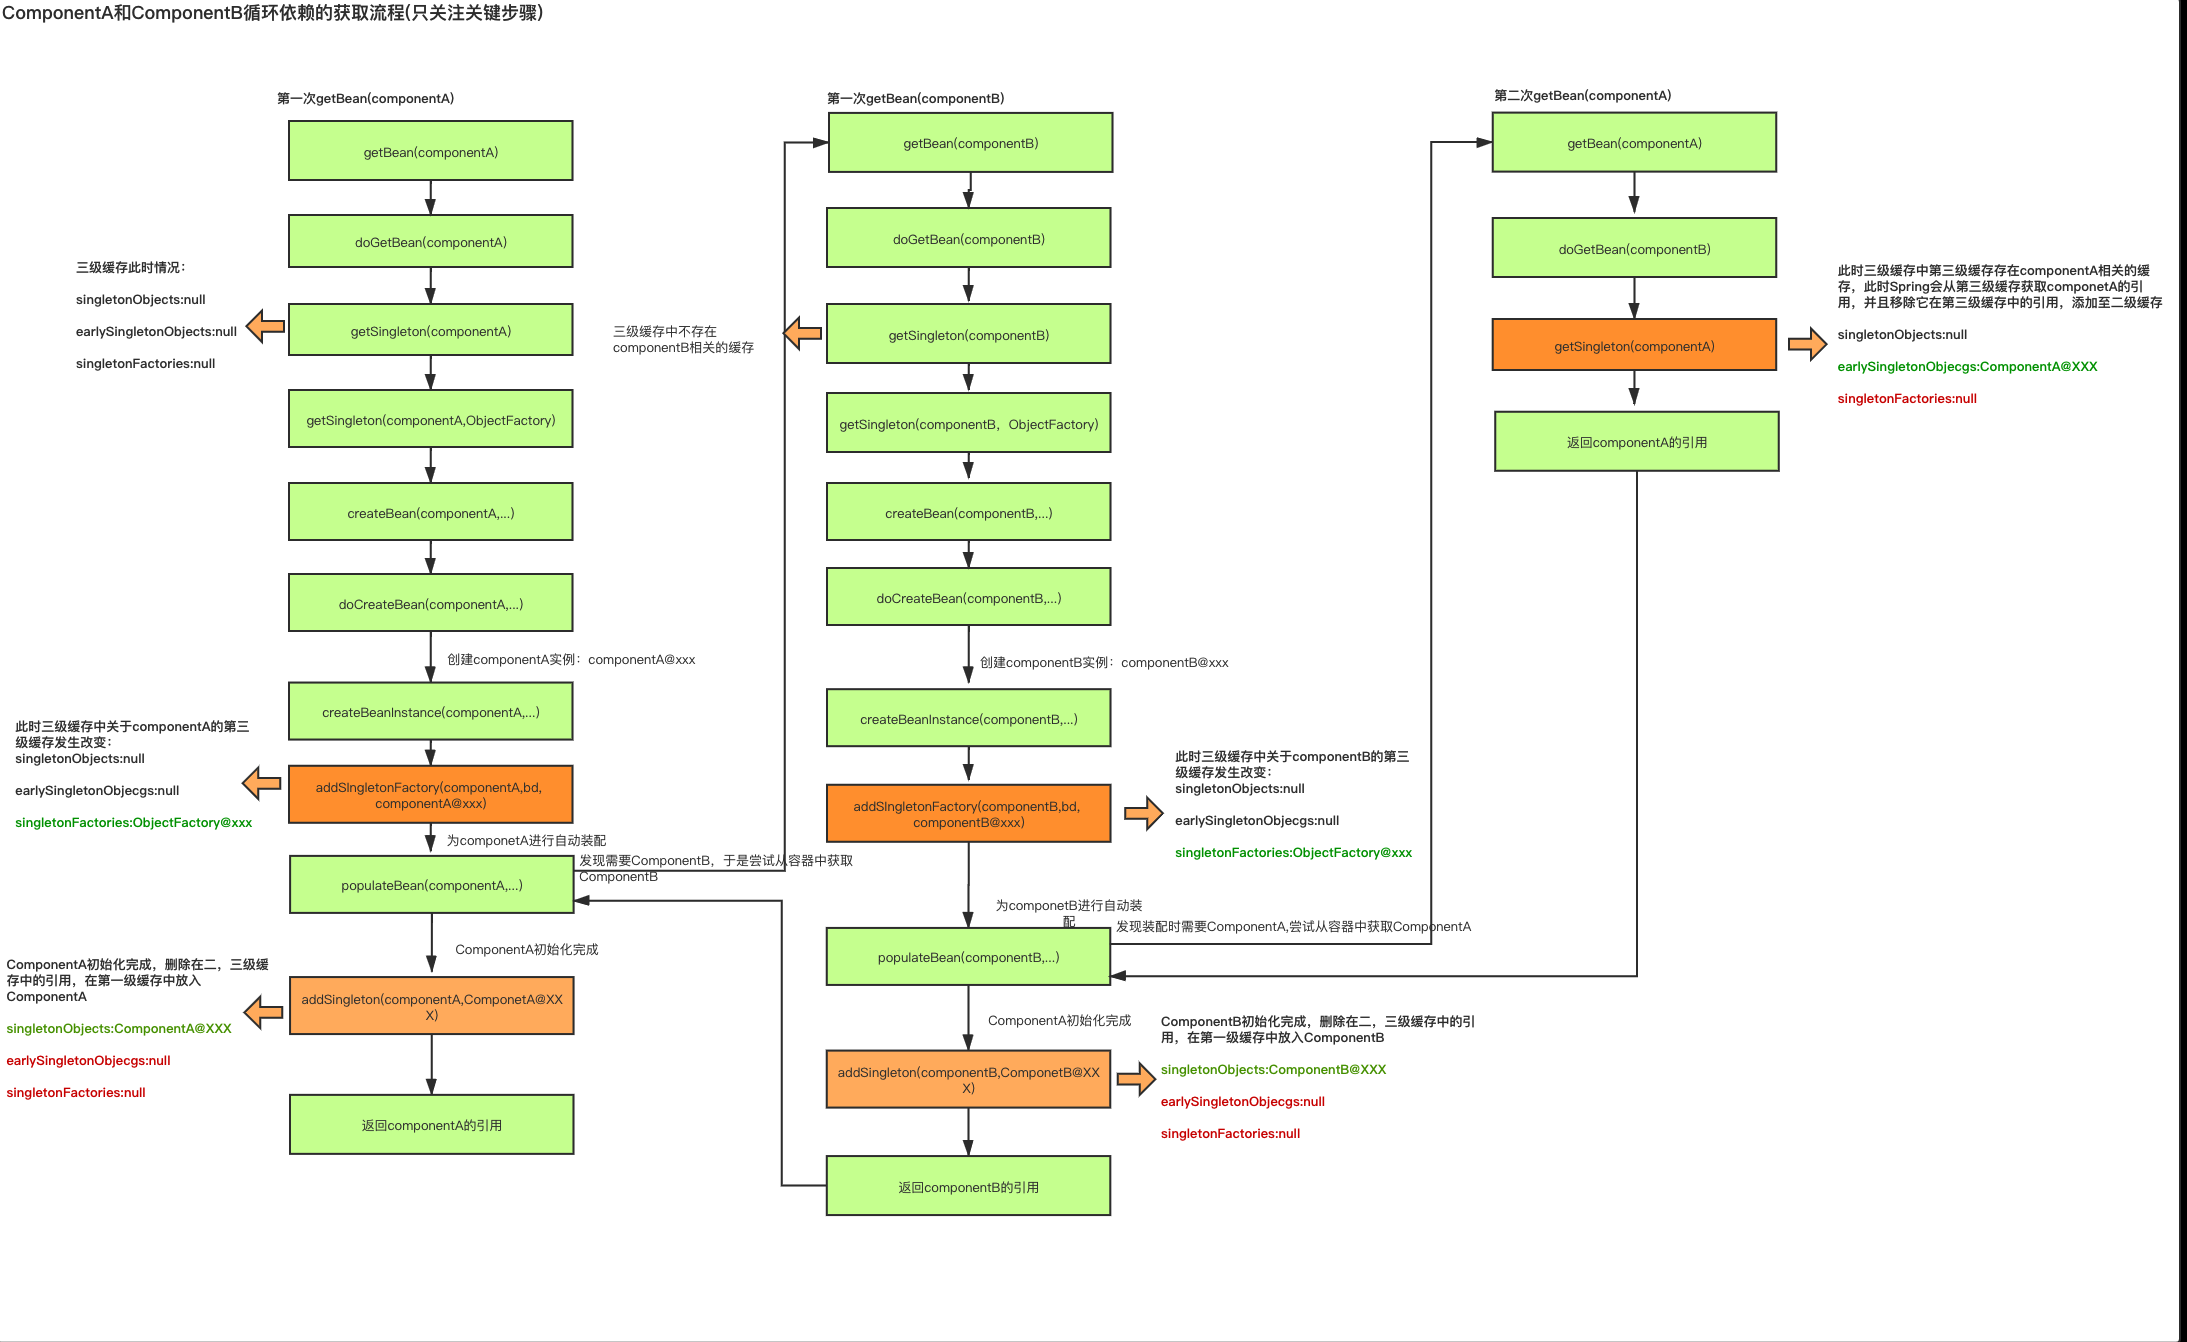 ComponentA和ComponentB循环依赖的获取流程(只关注关键步骤)
第一次getBean(componentA)
getBean(componentA)
doGetBean(componentA)
三级缓存此时情况：
singletonObjects:null
earlySingletonObjects:null
singletonFactories:null
getSingleton(componentA)
getSingleton(componentA,ObjectFactory)
createBean(componentA,...)
doCreateBean(componentA,...)
创建componentA实例：componentA@xxx
createBeanInstance(componentA,...)
此时三级缓存中关于componentA的第三
级缓存发生改变：
singletonObjects:null
earlySingletonObjecgs:null
singletonFactories:ObjectFactory@xxx
addSIngletonFactory(componentA,bd,
componentA@xxx)
为componetA进行自动装配
populateBean(componentA,...)
发现需要ComponentB，于是尝试从容器中获取
ComponentB
ComponentA初始化完成
ComponentA初始化完成，删除在二，三级缓
存中的引用，在第一级缓存中放入
ComponentA
singletonObjects:ComponentA@XXX
earlySingletonObjecgs:null
singletonFactories:null
addSingleton(componentA,ComponetA@XX
X)
返回componentA的引用
第一次getBean(componentB)
getBean(componentB)
doGetBean(componentB)
三级缓存中不存在
componentB相关的缓存
getSingleton(componentB)
getSingleton(componentB，ObjectFactory)
createBean(componentB,...)
doCreateBean(componentB,...)
创建componentB实例：componentB@xxx
createBeanInstance(componentB,...)
addSIngletonFactory(componentB,bd,
componentB@xxx)
此时三级缓存中关于componentB的第三
级缓存发生改变：
singletonObjects:null
earlySingletonObjecgs:null
singletonFactories:ObjectFactory@xxx
为componetB进行自动装
配
发现装配时需要ComponentA,尝试从容器中获取ComponentA
populateBean(componentB,...)
ComponentA初始化完成
addSingleton(componentB,ComponetB@XX
X)
ComponentB初始化完成，删除在二，三级缓存中的引
用，在第一级缓存中放入ComponentB
singletonObjects:ComponentB@XXX
earlySingletonObjecgs:null
singletonFactories:null
返回componentB的引用
第二次getBean(componentA)
getBean(componentA)
doGetBean(componentB)
getSingleton(componentA)
此时三级缓存中第三级缓存存在componentA相关的缓
存，此时Spring会从第三级缓存获取componetA的引
用，并且移除它在第三级缓存中的引用，添加至二级缓存
singletonObjects:null
earlySingletonObjecgs:ComponentA@XXX
singletonFactories:null
返回componentA的引用